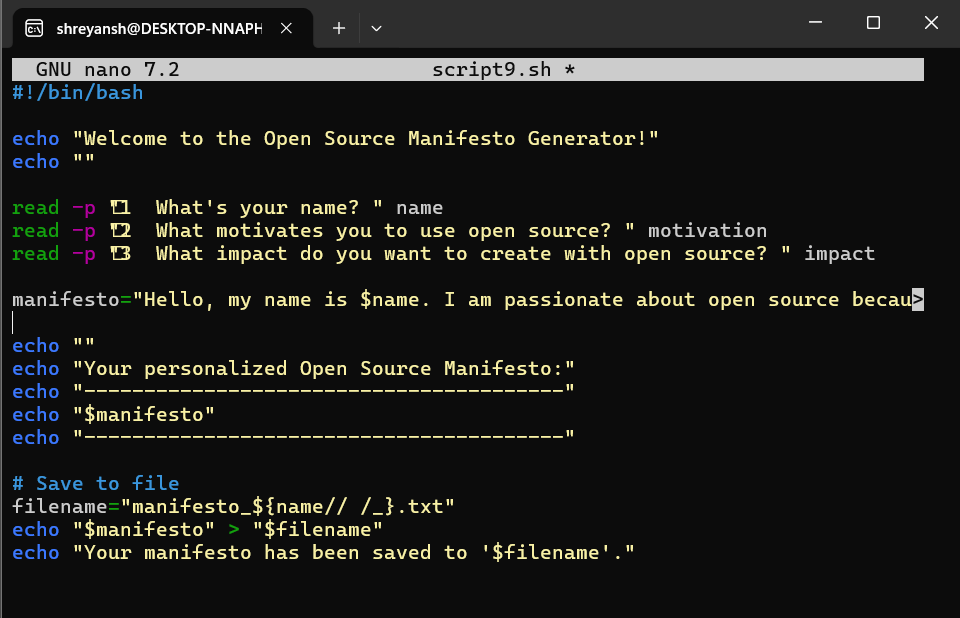 shreyansh@DESKTOP-NNAPH
GNU nano 7.2 script9.sh *
#!/bin/bash
echo "Welcome to the Open Source Manifesto Generator!"
echo ""
read -p "1 What's your name? " name
read -p "2 What motivates you to use open source? " motivation
read -p "3 What impact do you want to create with open source? " impact
manifesto="Hello, my name is $name. I am passionate about open source becau>
echo ""
echo "Your personalized Open Source Manifesto:"
echo "----------------------------------------"
echo "$manifesto"
echo "----------------------------------------"
# Save to file
filename="manifesto_${name// /_}.txt"
echo "$manifesto" > "$filename"
echo "Your manifesto has been saved to '$filename'."